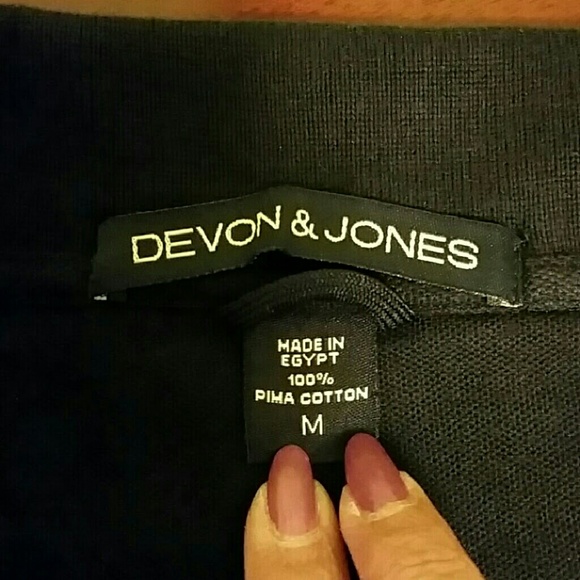 DEVON & JONES
MADE IN
EGYPT
100%
PIMA COTTON
M